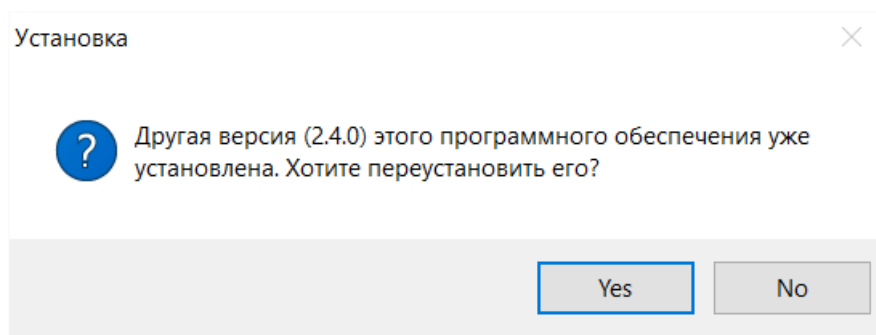 Установка
Другая версия (2.4.0) этого программного обеспечения уже
установлена. Хотите переустановить его?
Yes
No